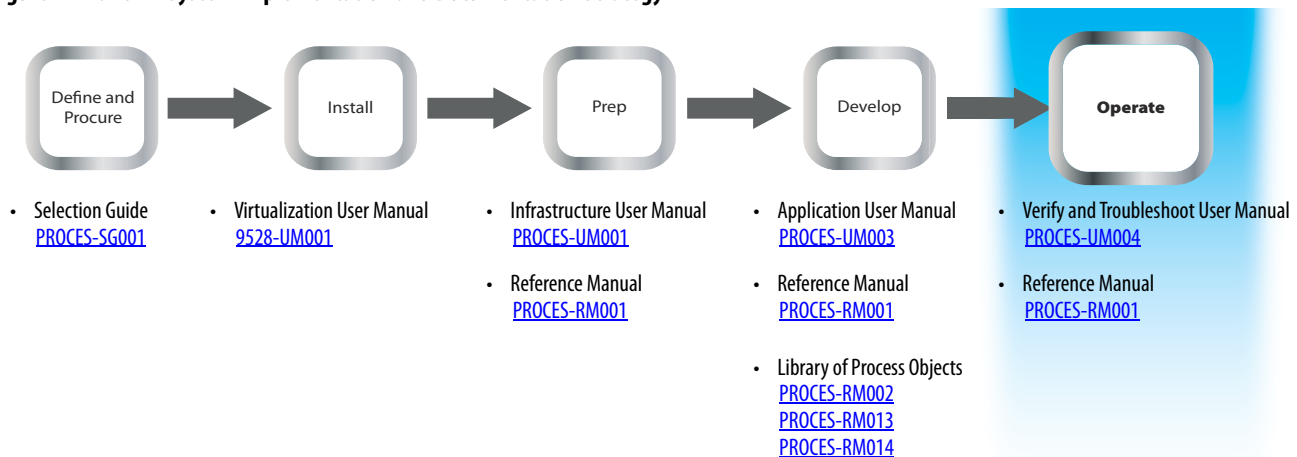 Define and
Procure
Install
Prep
Develop
Operate
• Selection Guide
PROCES-SG001
• Virtualization User Manual
9528-UM001
• Infrastructure User Manual
PROCES-UM001
• Reference Manual
PROCES-RM001
• Application User Manual
PROCES-UM003
• Reference Manual
PROCES-RM001
• Library of Process Objects
PROCES-RM002
PROCES-RM013
PROCES-RM014
• Verify and Troubleshoot User Manual
PROCES-UM004
• Reference Manual
PROCES-RM001